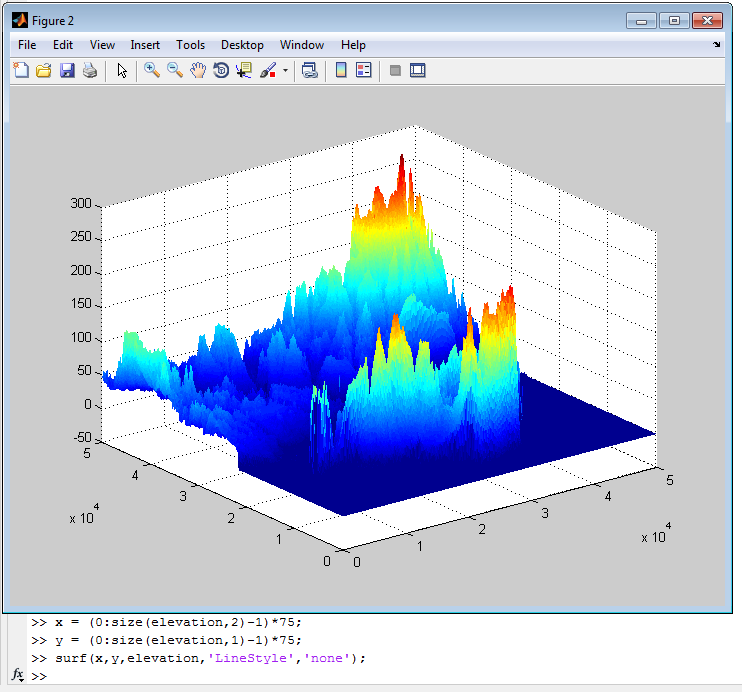 Figure 2
File Edit View Insert Tools Desktop Window Help
300
250
200
150
100
50
0
-50
5
4
3
2
1
0
x 10^4
0
1
2
3
4
5
x 10^4
>> x = (0:size(elevation,2)-1)*75;
>> y = (0:size(elevation,1)-1)*75;
>> surf(x,y,elevation,'LineStyle','none');
fx >>